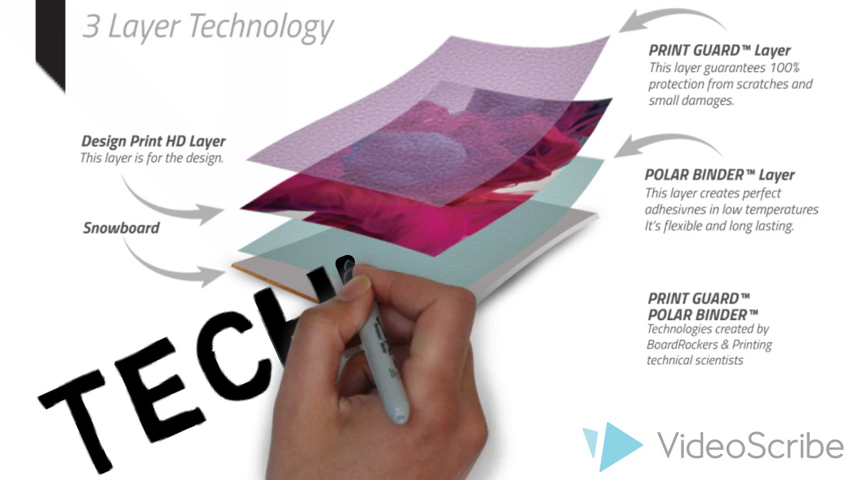 3 Layer Technology
PRINT GUARD™ Layer
This layer guarantees 100%
protection from scratches and
small damages.
Design Print HD Layer
This layer is for the design.
POLAR BINDER™ Layer
This layer creates perfect
adhesivnes in low temperatures
It's flexible and long lasting.
Snowboard
PRINT GUARD™
POLAR BINDER™
Technologies created by
BoardRockers & Printing
technical scientists
TECH
VideoScribe